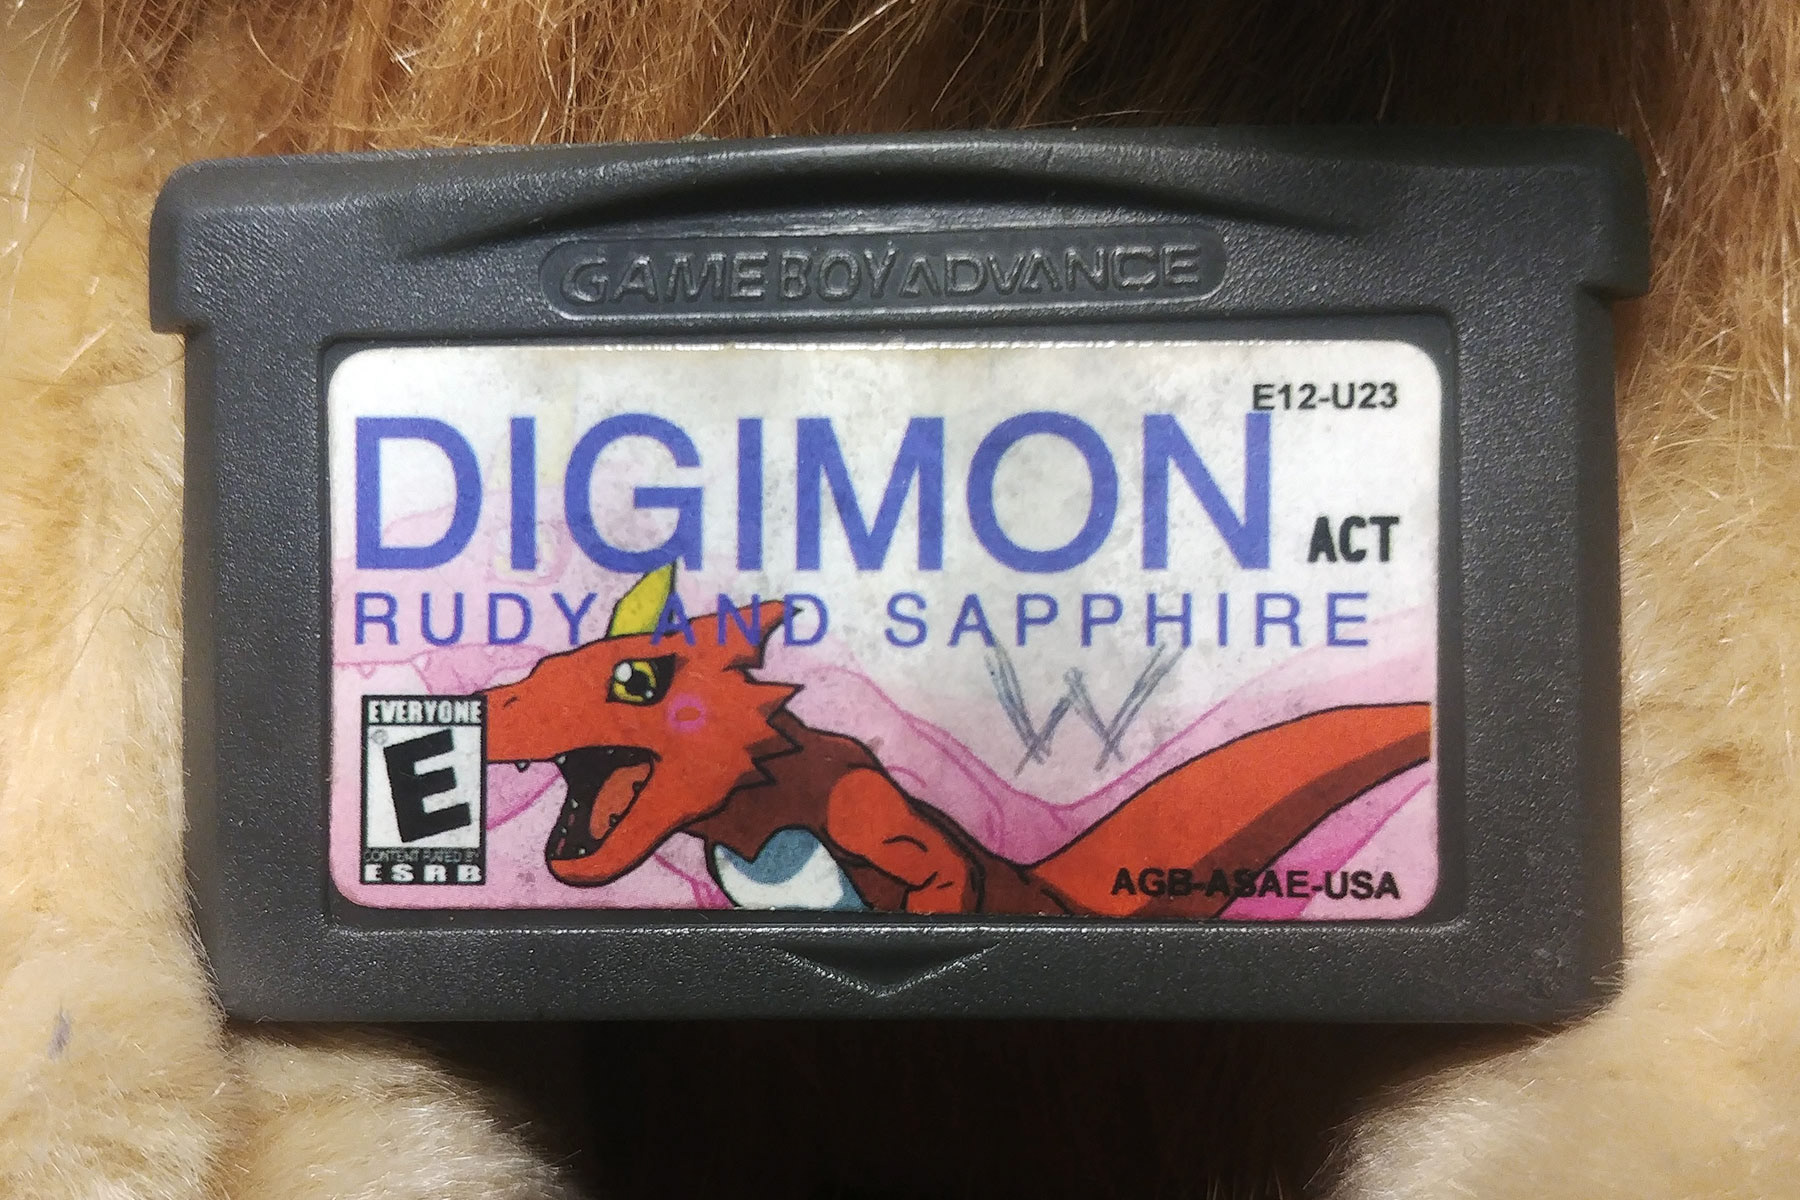 GAME BOY ADVANCE
E12-U23
DIGIMON
ACT
RUDY AND SAPPHIRE
W
EVERYONE
E
CONTENT RATED BY
ESRB
AGB-ASAE-USA